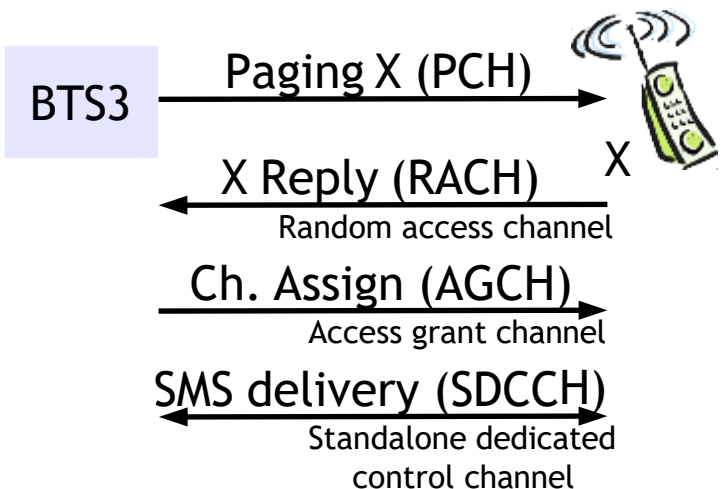 Paging X (PCH)
BTS3
X
X Reply (RACH)
Random access channel
Ch. Assign (AGCH)
Access grant channel
SMS delivery (SDCCH)
Standalone dedicated
control channel